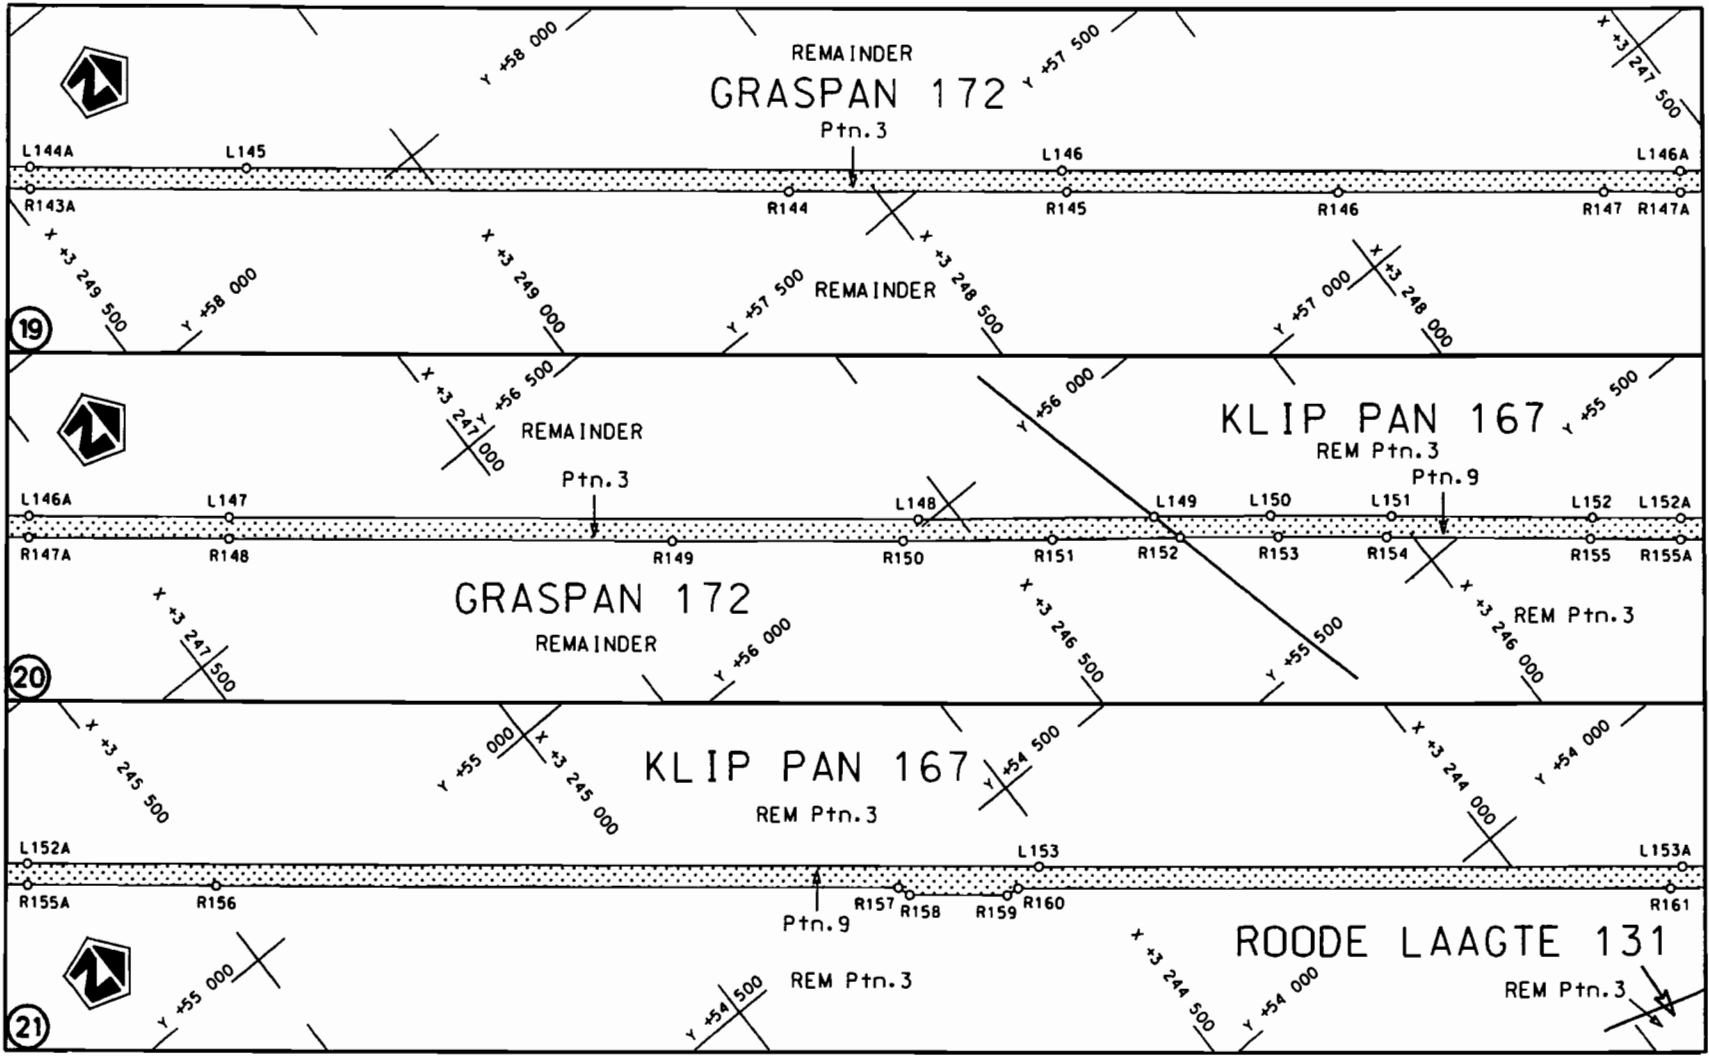 Y +58 000
REMAINDER
GRASPAN 172
Ptn.3
Y +57 500
X +3 247 500
L144A
L145
L146
L146A
R143A
R144
R145
R146
R147
R147A
X +3 249 500
Y +58 000
X +3 249 000
Y +57 500
REMAINDER
X +3 248 500
Y +57 000
X +3 248 000
19
X +3 247 000
Y +56 500
REMAINDER
Ptn.3
Y +56 000
KLIP PAN 167
REM Ptn.3
Ptn.9
Y +55 500
L146A
L147
L148
L149
L150
L151
L152
L152A
R147A
R148
R149
R150
R151
R152
R153
R154
R155
R155A
X +3 247 500
GRASPAN 172
REMAINDER
Y +56 000
X +3 246 500
Y +55 500
X +3 246 000
REM Ptn.3
20
X +3 245 500
Y +55 000
X +3 245 000
KLIP PAN 167
REM Ptn.3
Y +54 500
X +3 244 000
Y +54 000
L152A
L153
L153A
R155A
R156
Ptn.9
R157
R158
R159
R160
R161
Y +55 000
Y +54 500
REM Ptn.3
X +3 244 500
Y +54 000
ROODE LAAGTE 131
REM Ptn.3
21